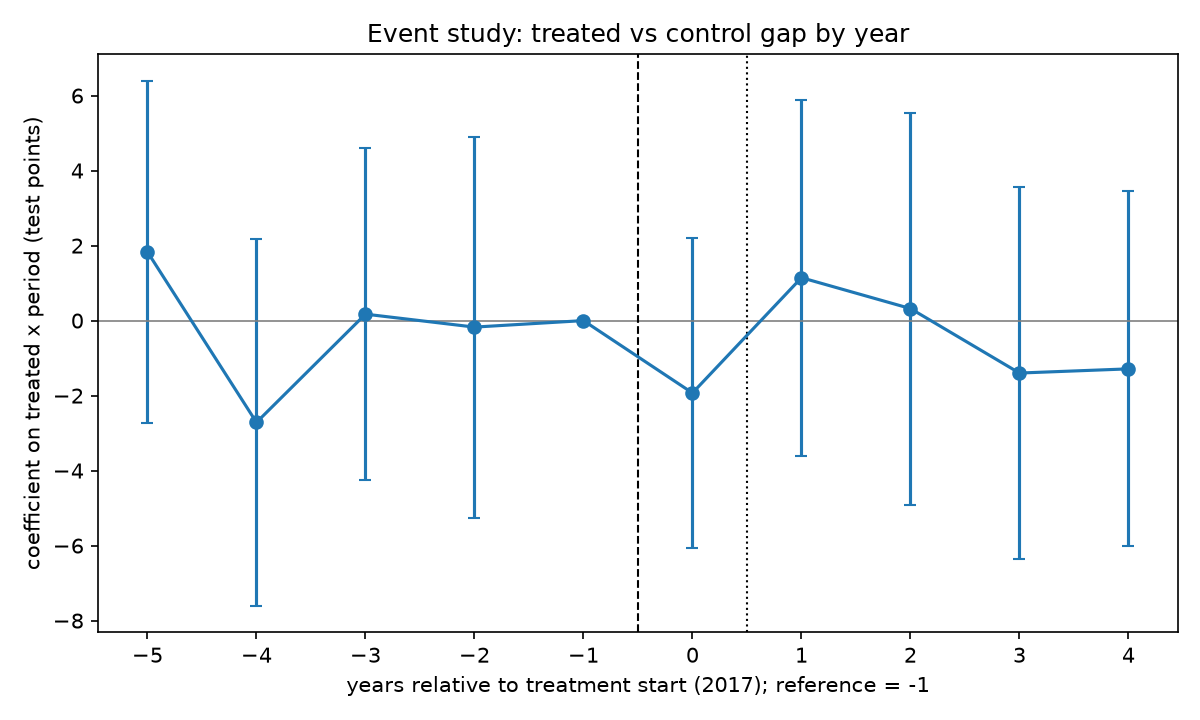 Event study: treated vs control gap by year
coefficient on treated x period (test points)
6
4
2
0
−2
−4
−6
−8
−5 −4 −3 −2 −1 0 1 2 3 4
years relative to treatment start (2017); reference = -1